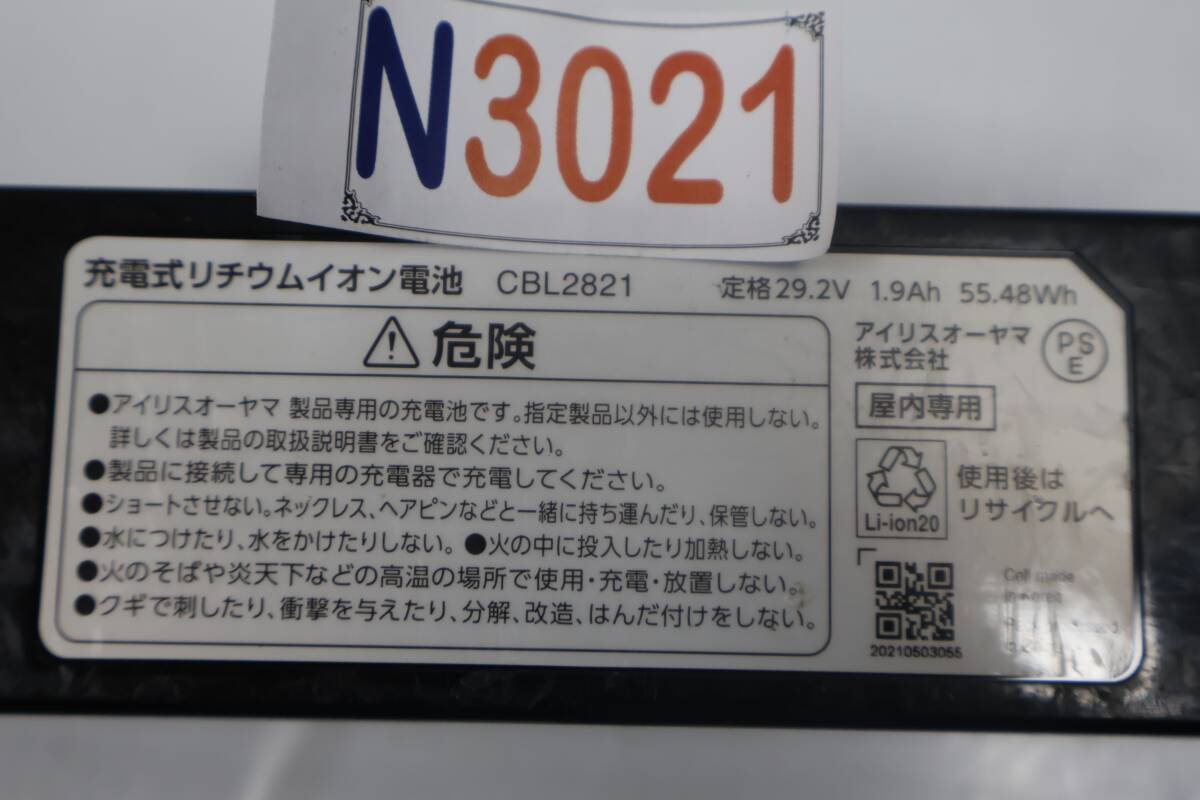 N3021
充電式リチウムイオン電池 CBL2821 定格29.2V 1.9Ah 55.48Wh
危険
●アイリスオーヤマ 製品専用の充電池です。指定製品以外には使用しない。
詳しくは製品の取扱説明書をご確認ください。
●製品に接続して専用の充電器で充電してください。
●ショートさせない。ネックレス、ヘアピンなどと一緒に持ち運んだり、保管しない。
●水につけたり、水をかけたりしない。 ●火の中に投入したり加熱しない。
●火のそばや炎天下などの高温の場所で使用・充電・放置しない。
●クギで刺したり、衝撃を与えたり、分解、改造、はんだ付けをしない。
アイリスオーヤマ
株式会社
PS
E
屋内専用
Li-ion20
使用後は
リサイクルへ
20210503055
Cell made